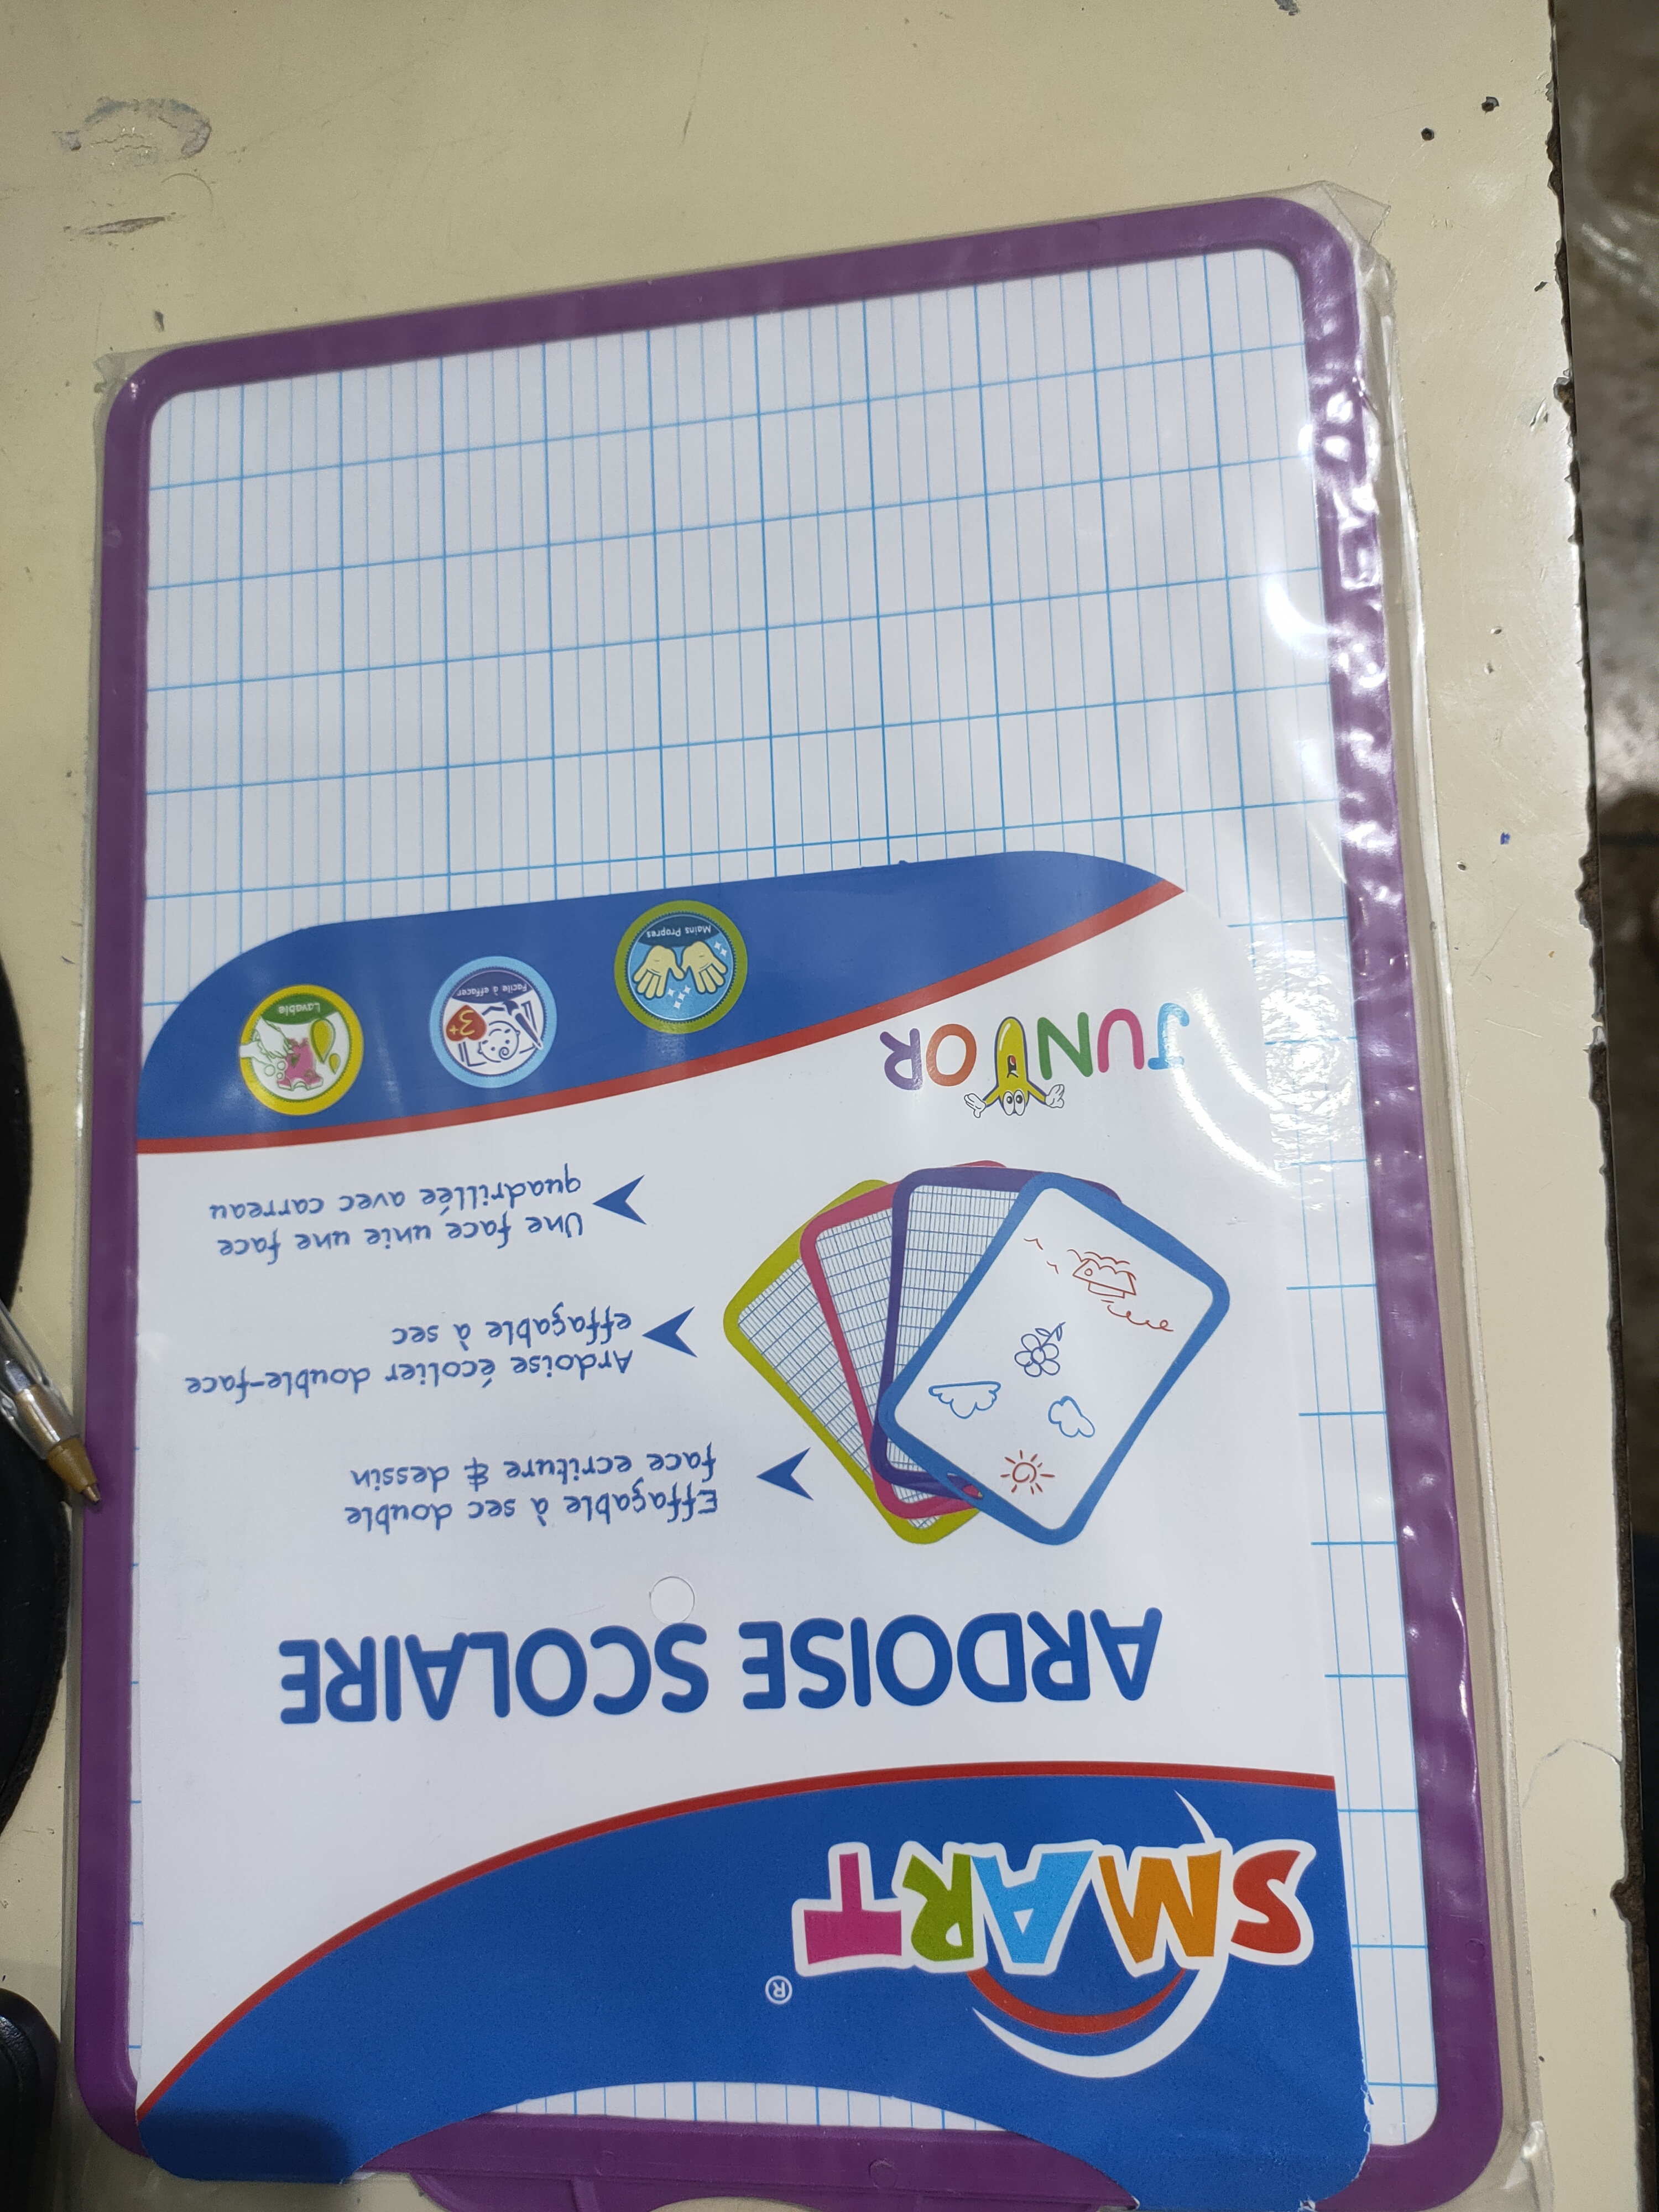 SMART
®
ARDOISE SCOLAIRE
Effaçable à sec double
face ecriture & dessin
Ardoise écolier double-face
effaçable à sec
Une face unie une face
quadrillée avec carreau
JUNIOR
Mains Propres
3+
Facile à effacer
Lavable